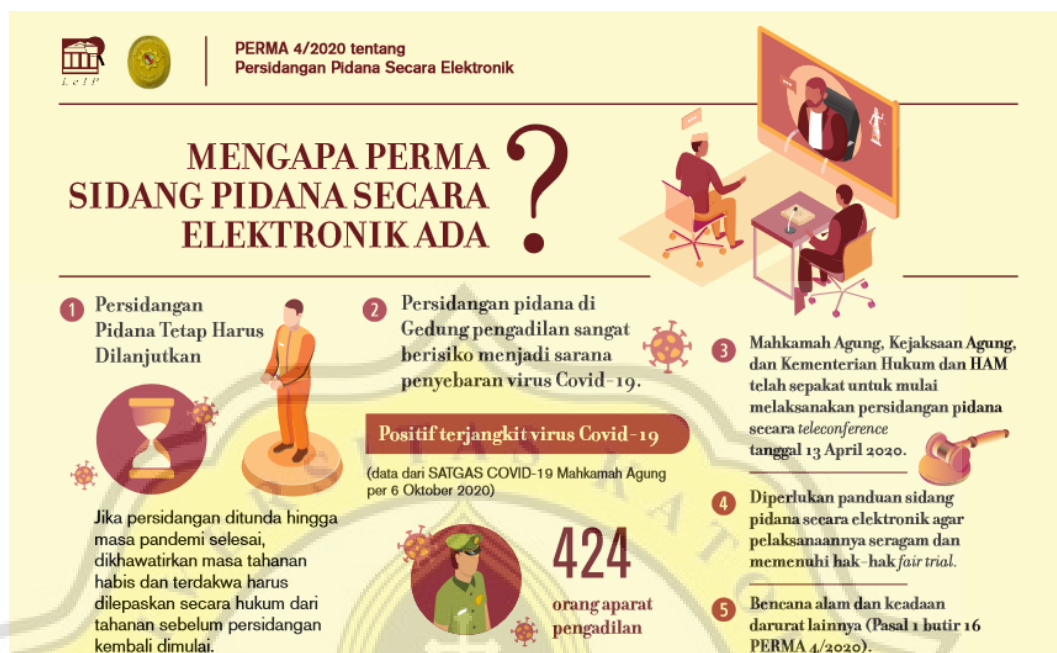 PERMA 4/2020 tentang
Persidangan Pidana Secara Elektronik
LeIP
MENGAPA PERMA
SIDANG PIDANA SECARA
ELEKTRONIK ADA
?
1 Persidangan
Pidana Tetap Harus
Dilanjutkan
Jika persidangan ditunda hingga
masa pandemi selesai,
dikhawatirkan masa tahanan
habis dan terdakwa harus
dilepaskan secara hukum dari
tahanan sebelum persidangan
kembali dimulai.
2 Persidangan pidana di
Gedung pengadilan sangat
berisiko menjadi sarana
penyebaran virus Covid-19.
Positif terjangkit virus Covid-19
(data dari SATGAS COVID-19 Mahkamah Agung
per 6 Oktober 2020)
424
orang aparat
pengadilan
3 Mahkamah Agung, Kejaksaan Agung,
dan Kementerian Hukum dan HAM
telah sepakat untuk mulai
melaksanakan persidangan pidana
secara teleconference
tanggal 13 April 2020.
4 Diperlukan panduan sidang
pidana secara elektronik agar
pelaksanaannya seragam dan
memenuhi hak-hak fair trial.
5 Bencana alam dan keadaan
darurat lainnya (Pasal 1 butir 16
PERMA 4/2020).